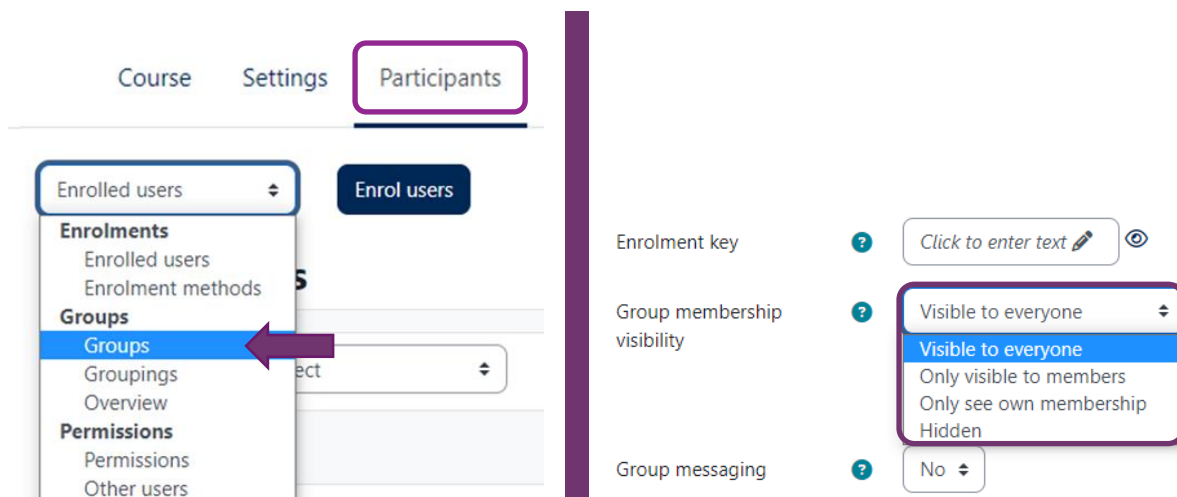 Course Settings Participants
Enrolled users Enrol users
Enrolments
Enrolled users
Enrolment methods
Groups
Groups
Groupings
Overview
Permissions
Permissions
Other users
Enrolment key ? Click to enter text
Group membership ? Visible to everyone
visibility
Visible to everyone
Only visible to members
Only see own membership
Hidden
Group messaging ? No